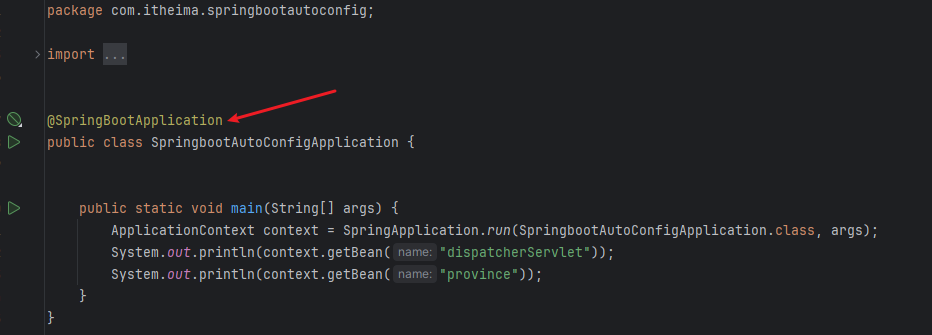 package com.itheima.springbootautoconfig;
import ...
@SpringBootApplication
public class SpringbootAutoConfigApplication {
public static void main(String[] args) {
ApplicationContext context = SpringApplication.run(SpringbootAutoConfigApplication.class, args);
System.out.println(context.getBean( name: "dispatcherServlet"));
System.out.println(context.getBean( name: "province"));
}
}